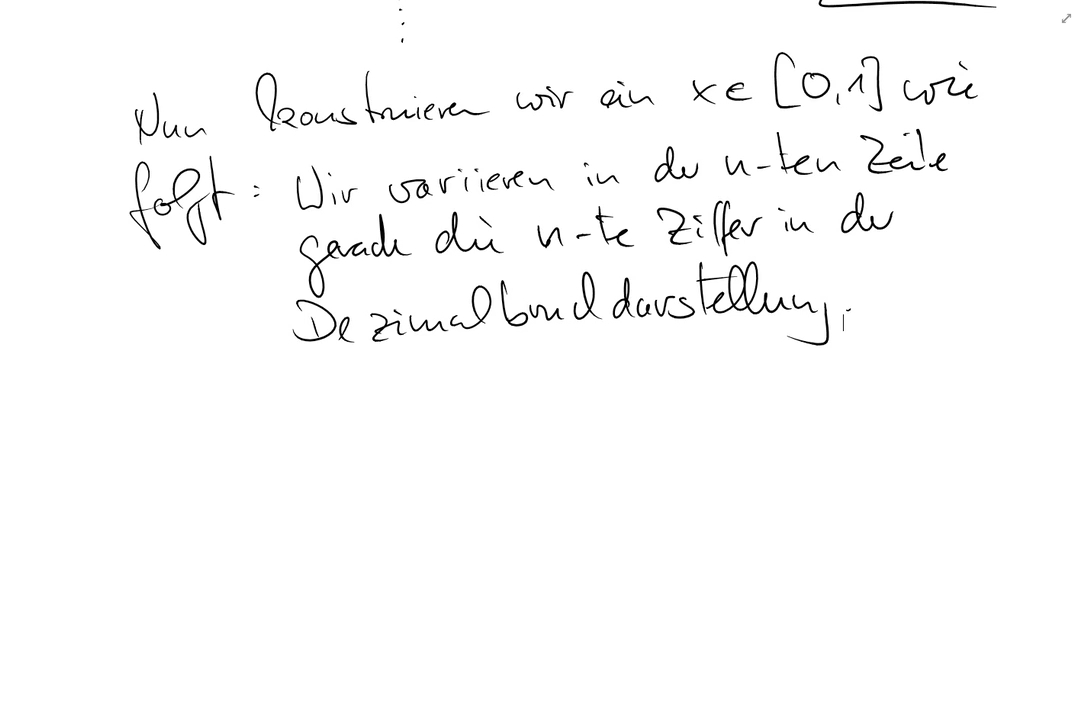 Nun konstruieren wir ein x ∈ [0,1] wie
folgt: Wir variieren in der n-ten Zeile
gerade die n-te Ziffer in der
Dezimalbruchdarstellung,